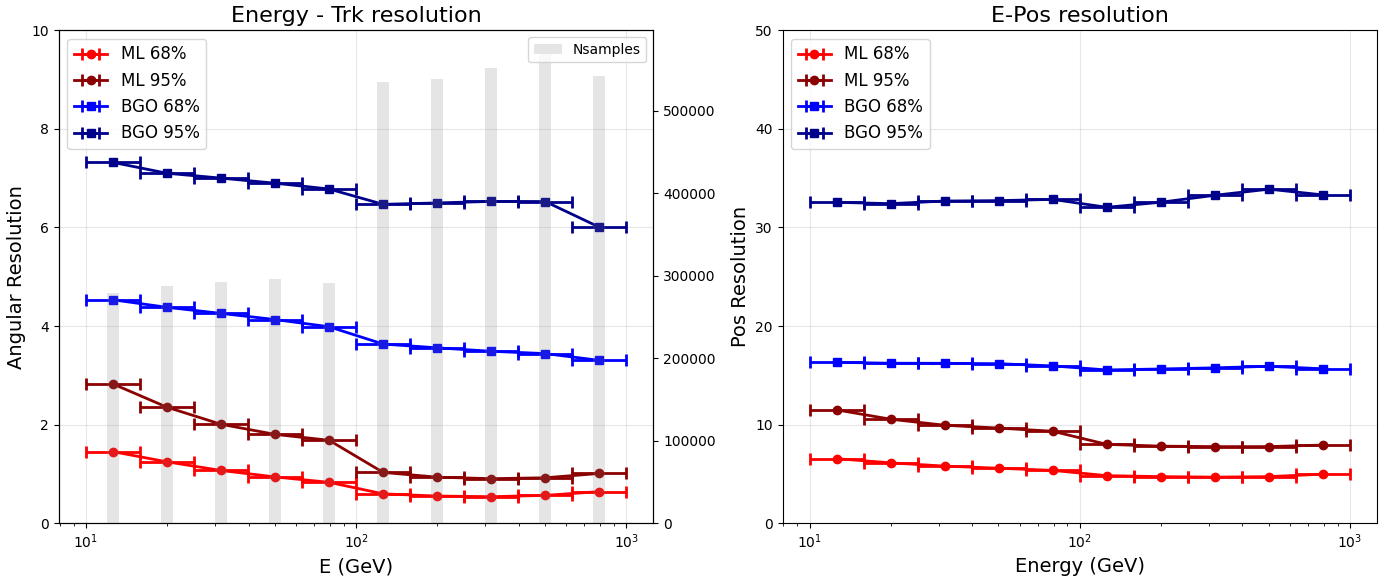 Energy - Trk resolution
ML 68%
ML 95%
BGO 68%
BGO 95%
Nsamples
10
8
6
4
2
0
Angular Resolution
500000
400000
300000
200000
100000
0
10¹
10²
10³
E (GeV)
E-Pos resolution
ML 68%
ML 95%
BGO 68%
BGO 95%
50
40
30
20
10
0
Pos Resolution
10¹
10²
10³
Energy (GeV)